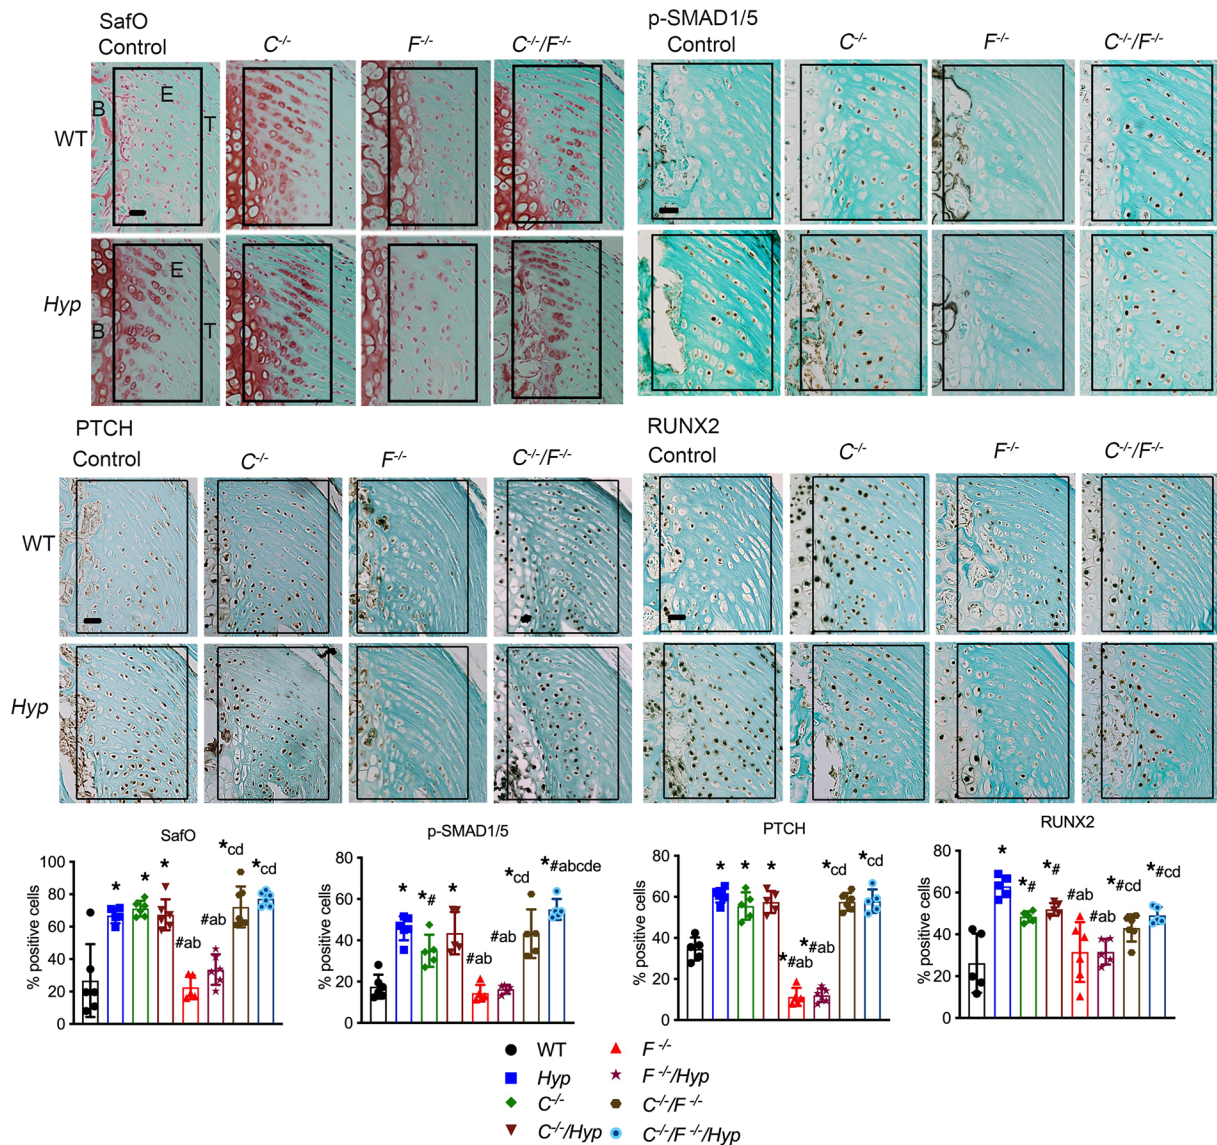 SafO
Control C⁻/⁻ F⁻/⁻ C⁻/⁻/F⁻/⁻
WT
B E T
Hyp
B E T
p-SMAD1/5
Control C⁻/⁻ F⁻/⁻ C⁻/⁻/F⁻/⁻
PTCH
Control C⁻/⁻ F⁻/⁻ C⁻/⁻/F⁻/⁻
WT
Hyp
RUNX2
Control C⁻/⁻ F⁻/⁻ C⁻/⁻/F⁻/⁻
SafO
% positive cells
100
80
60
40
20
0
* * * #ab #ab *cd *cd
p-SMAD1/5
% positive cells
80
60
40
20
0
* *# * #ab #ab *cd *#abcde
PTCH
% positive cells
60
40
20
0
* * * *#ab *#ab *cd *cd
RUNX2
% positive cells
80
60
40
20
0
* *# *# #ab #ab *#cd *#cd
WT
Hyp
C⁻/⁻
C⁻/⁻/Hyp
F⁻/⁻
F⁻/⁻/Hyp
C⁻/⁻/F⁻/⁻
C⁻/⁻/F⁻/⁻/Hyp